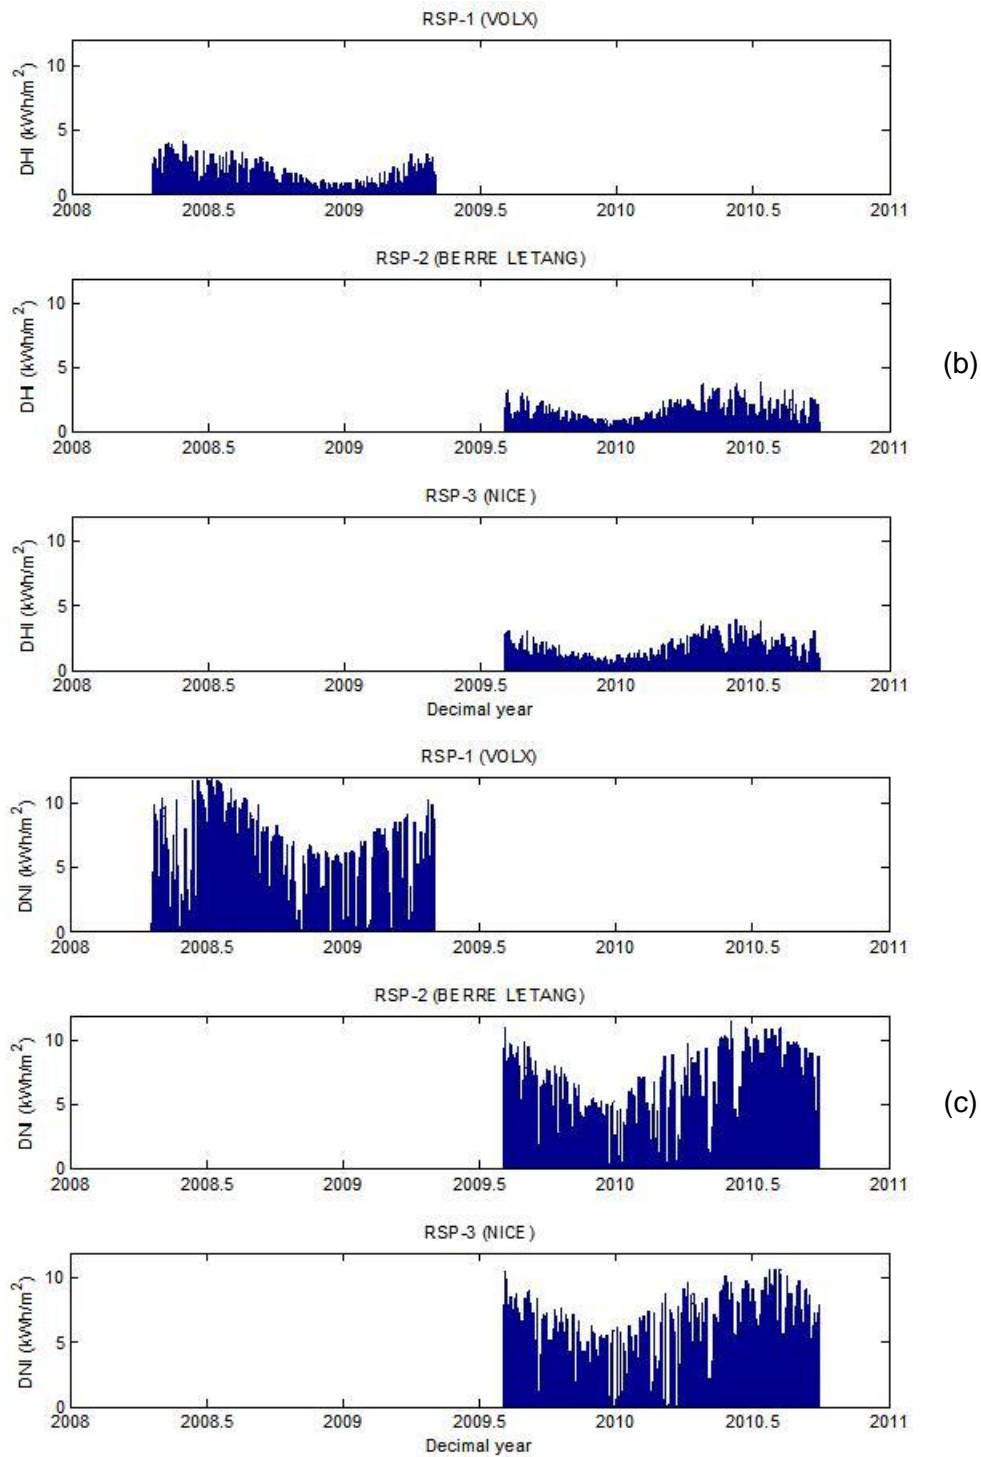 RSP-1 (VOLX)
DHI (kWh/m²)
10
5
0
2008 2008.5 2009 2009.5 2010 2010.5 2011
RSP-2 (BERRE L'ETANG)
DHI (kWh/m²)
10
5
0
2008 2008.5 2009 2009.5 2010 2010.5 2011
(b)
RSP-3 (NICE)
DHI (kWh/m²)
10
5
0
2008 2008.5 2009 2009.5 2010 2010.5 2011
Decimal year
RSP-1 (VOLX)
DNI (kWh/m²)
10
5
0
2008 2008.5 2009 2009.5 2010 2010.5 2011
RSP-2 (BERRE L'ETANG)
DNI (kWh/m²)
10
5
0
2008 2008.5 2009 2009.5 2010 2010.5 2011
(c)
RSP-3 (NICE)
DNI (kWh/m²)
10
5
0
2008 2008.5 2009 2009.5 2010 2010.5 2011
Decimal year